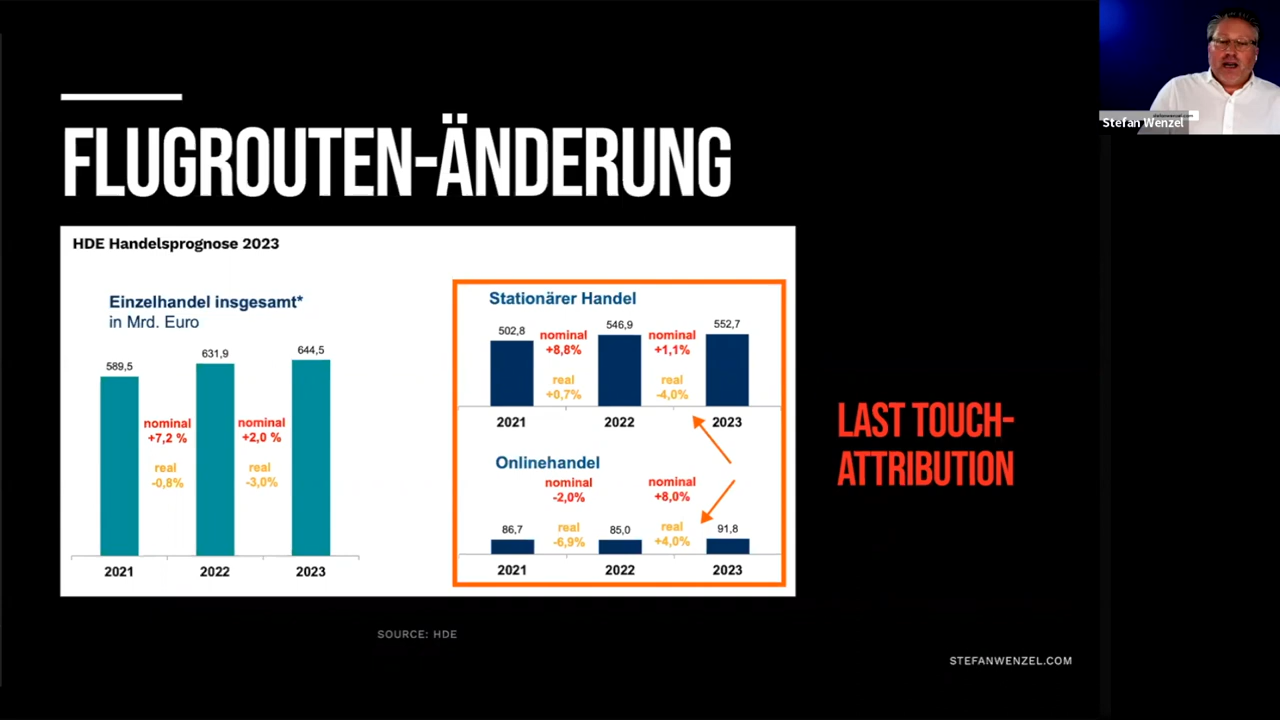 FLUGROUTEN-ÄNDERUNG
HDE Handelsprognose 2023
Einzelhandel insgesamt*
in Mrd. Euro
589,5
631,9
644,5
nominal
+7,2 %
nominal
+2,0 %
real
-0,8%
real
-3,0%
2021
2022
2023
Stationärer Handel
502,8
546,9
552,7
nominal
+8,8%
nominal
+1,1%
real
+0,7%
real
-4,0%
2021
2022
2023
Onlinehandel
nominal
-2,0%
nominal
+8,0%
86,7
85,0
91,8
real
-6,9%
real
+4,0%
2021
2022
2023
LAST TOUCH-
ATTRIBUTION
SOURCE: HDE
STEFANWENZEL.COM
Stefan Wenzel